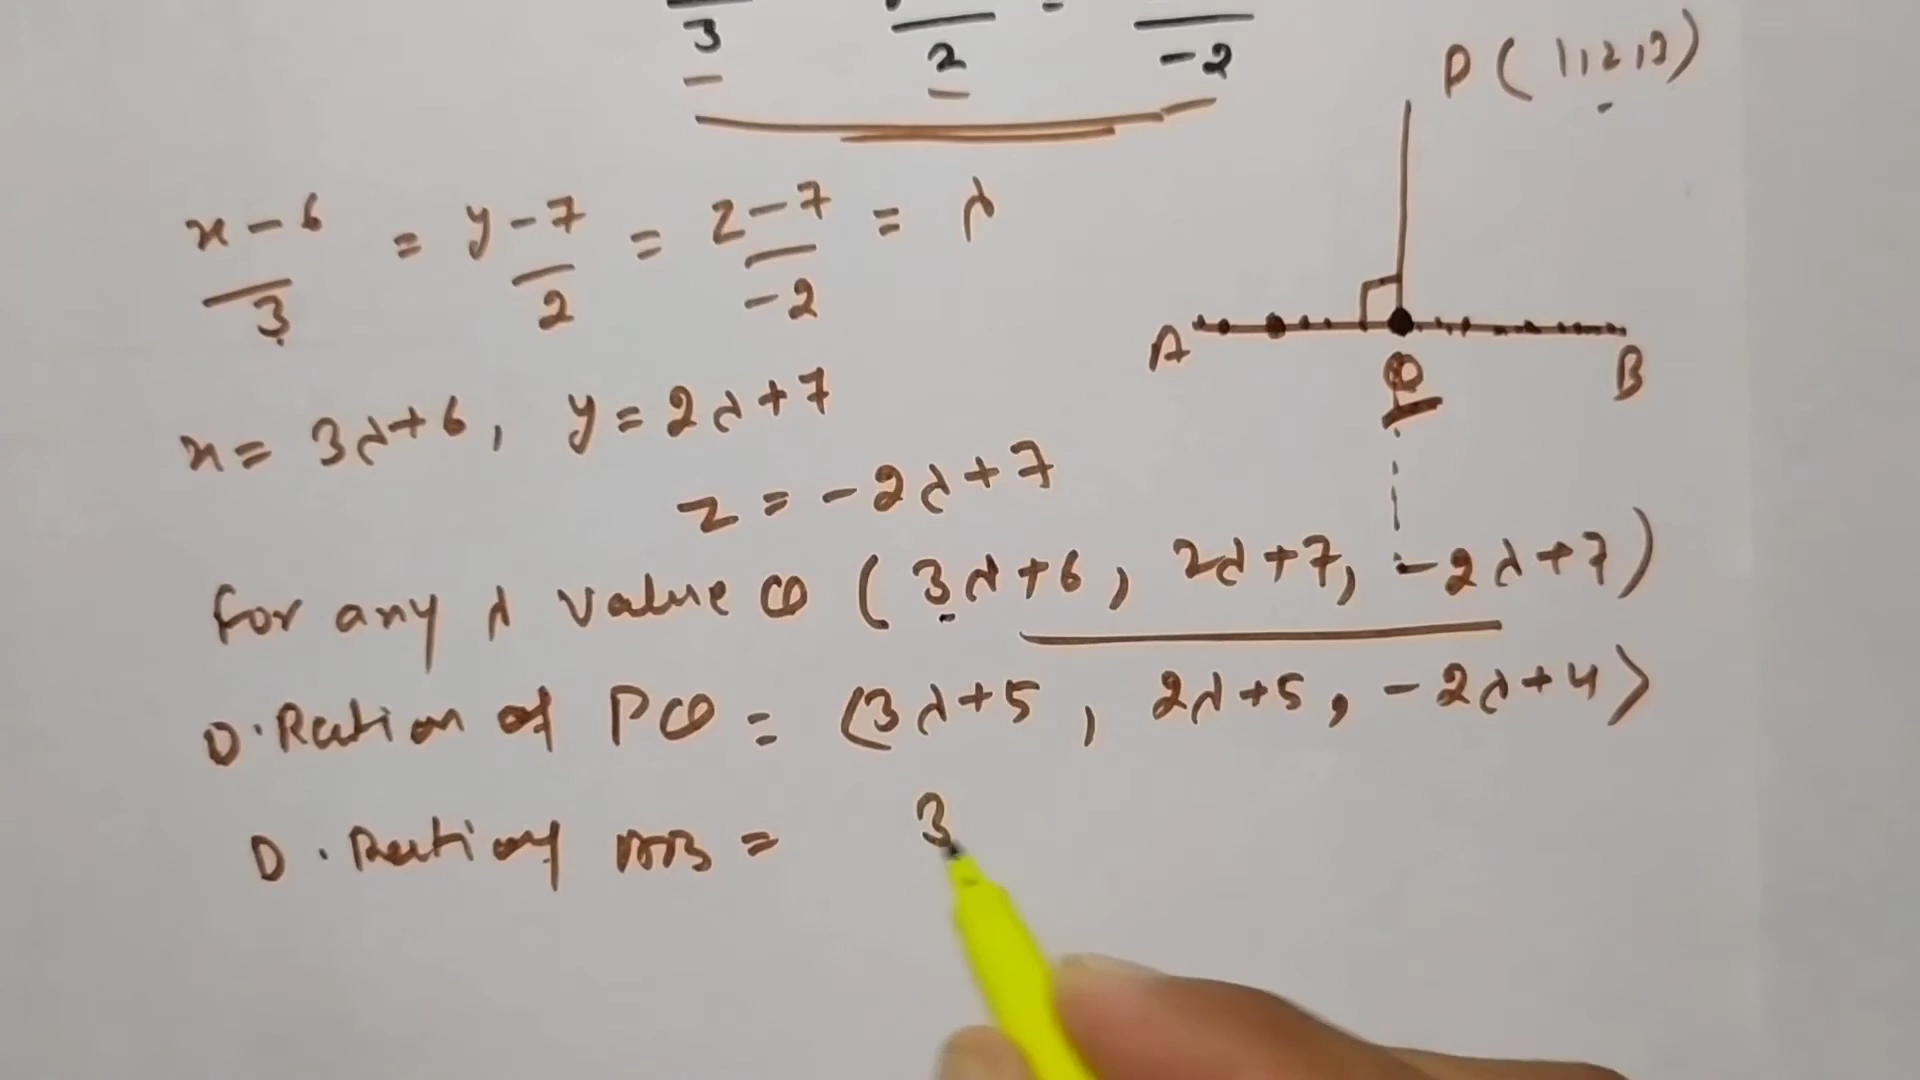 3 2 = -2
P (1,2,3)
x-6/3 = y-7/2 = z-7/-2 = λ
A Q B
x = 3λ+6, y = 2λ+7
z = -2λ+7
for any λ value Q (3λ+6, 2λ+7, -2λ+7)
D. Ration of PQ = (3λ+5, 2λ+5, -2λ+4)
D. Ration of AB = 3